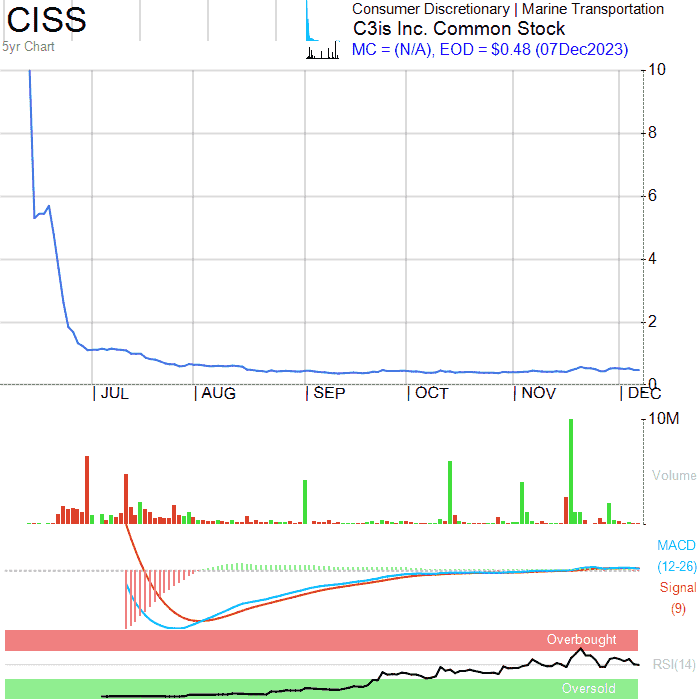 CISS
5yr Chart
Consumer Discretionary | Marine Transportation
C3is Inc. Common Stock
MC = (N/A), EOD = $0.48 (07Dec2023)
10
8
6
4
2
0
| JUL | AUG | SEP | OCT | NOV | DEC
10M
Volume
MACD
(12-26)
Signal
(9)
Overbought
RSI(14)
Oversold